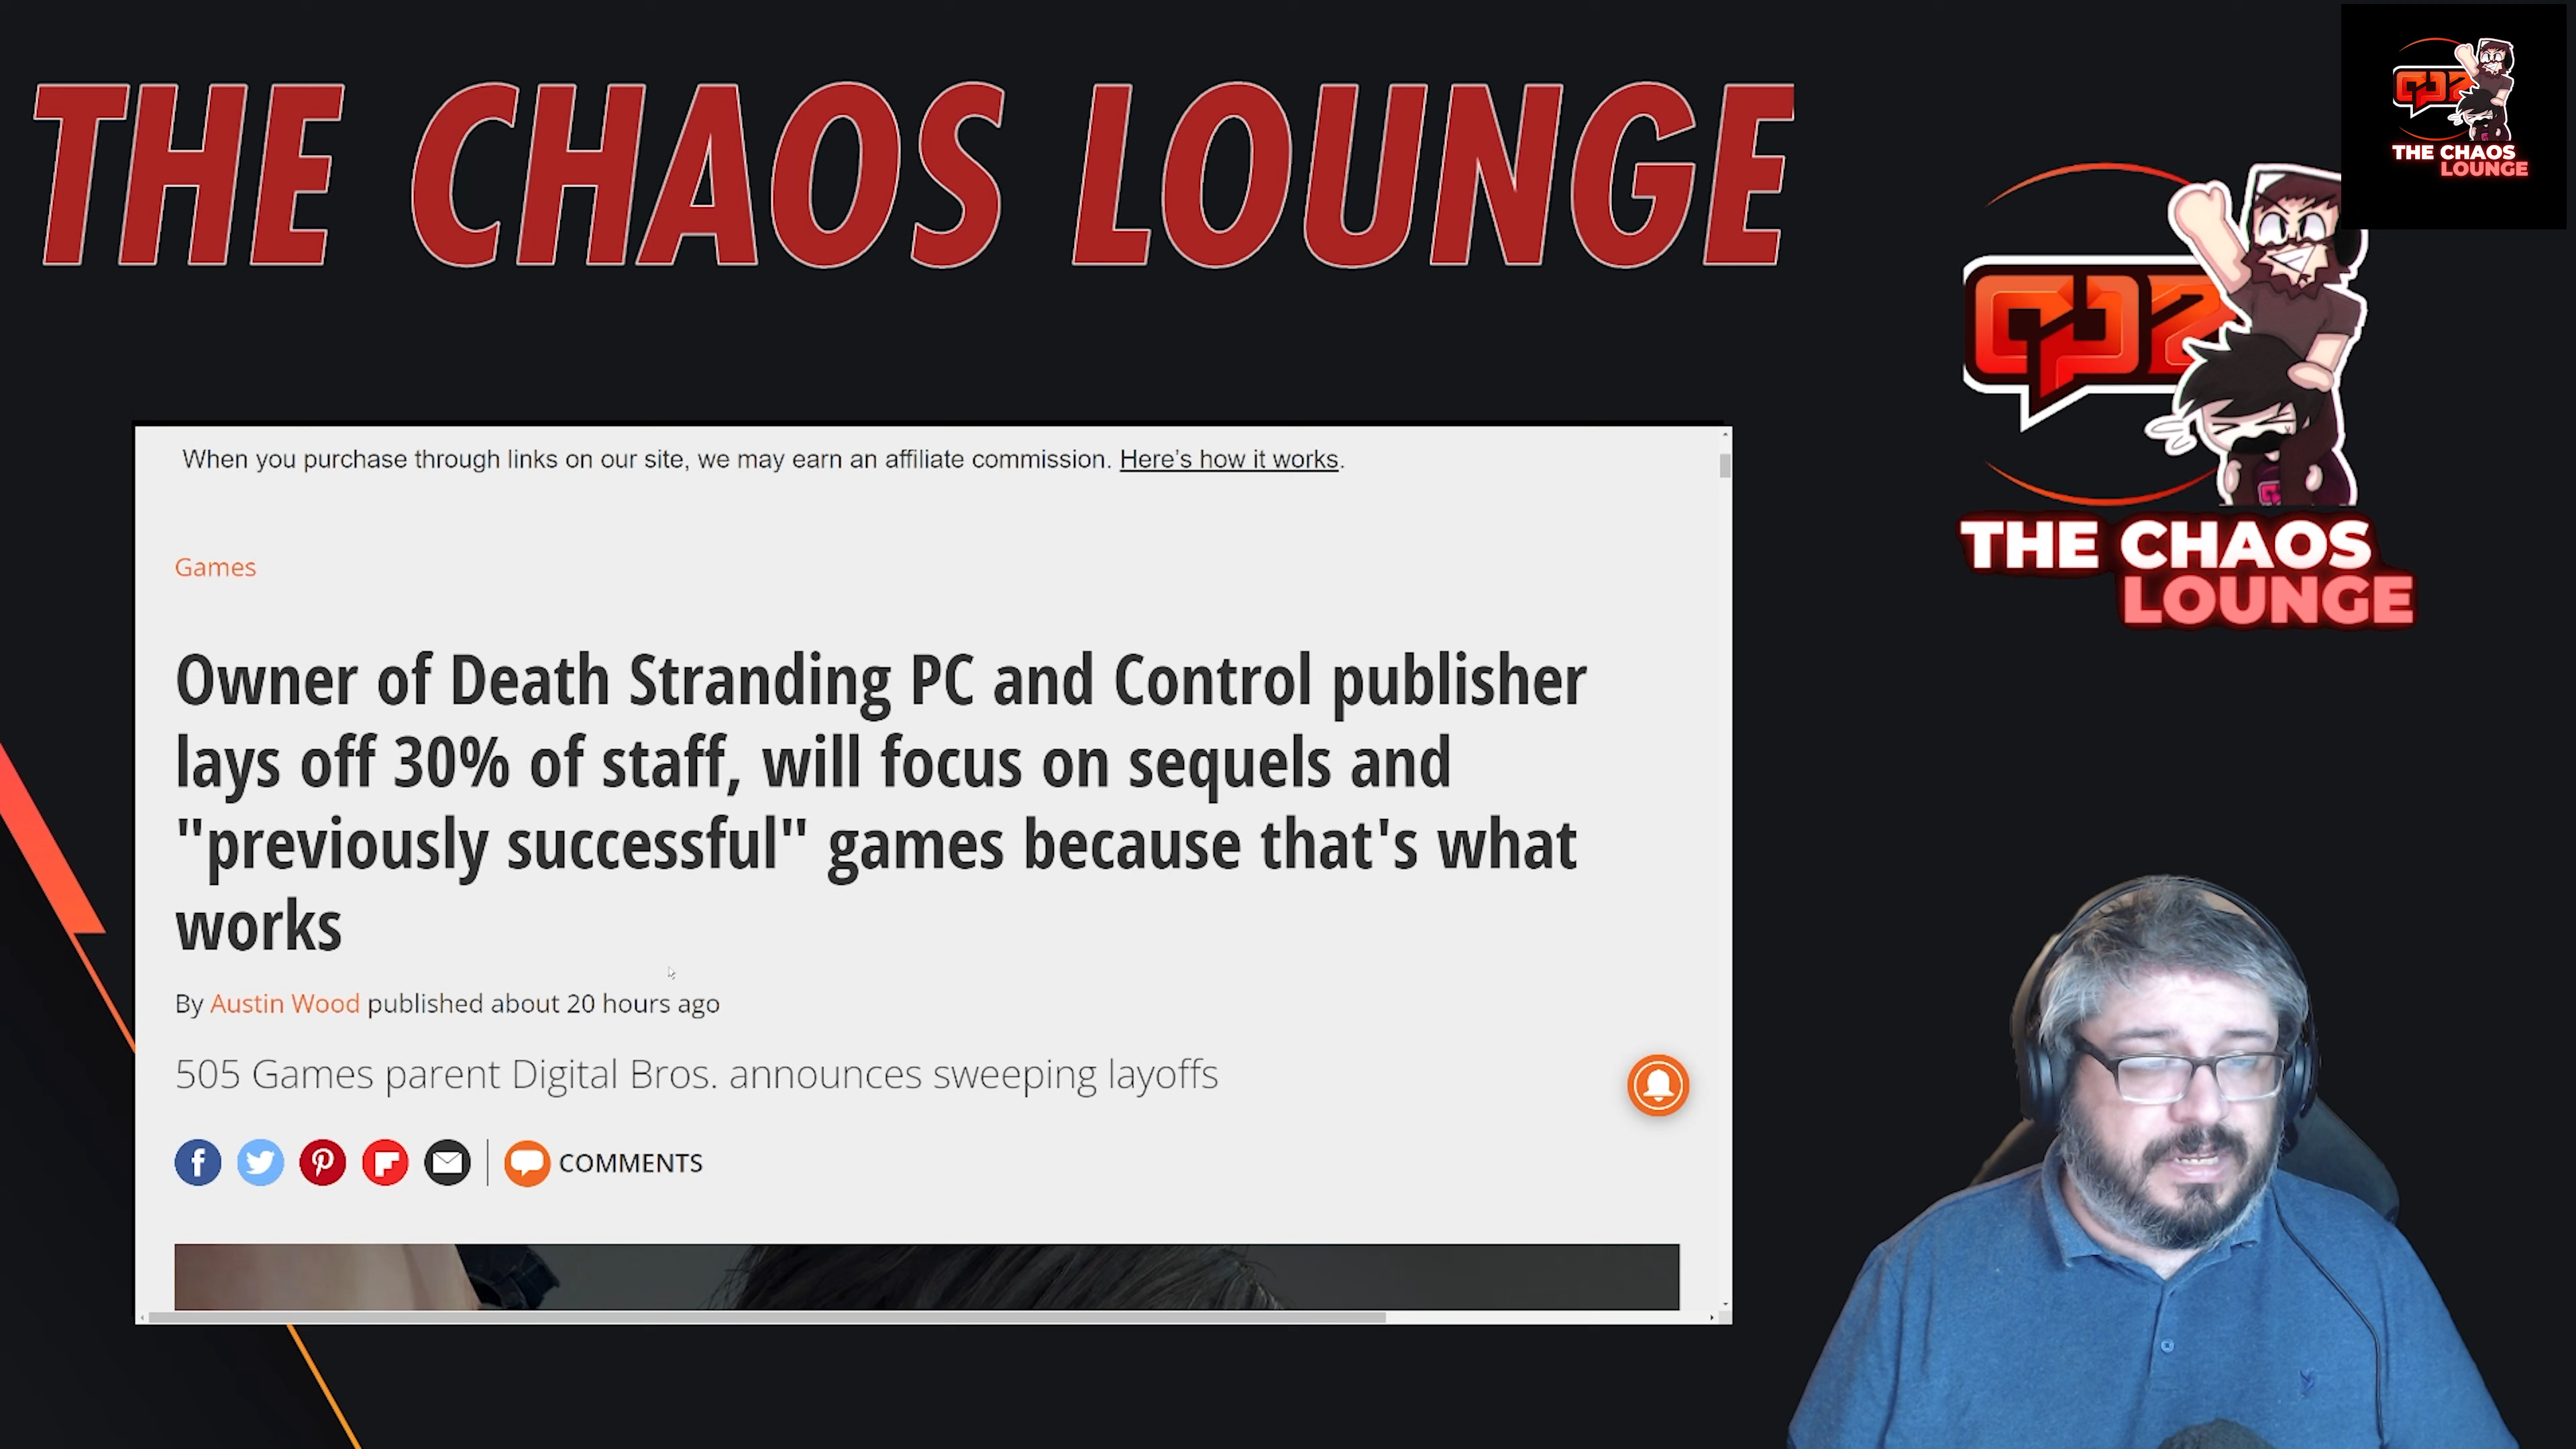 THE CHAOS LOUNGE
THE CHAOS
LOUNGE
THE CHAOS
LOUNGE
When you purchase through links on our site, we may earn an affiliate commission. Here's how it works.
Games
Owner of Death Stranding PC and Control publisher
lays off 30% of staff, will focus on sequels and
"previously successful" games because that's what
works
By Austin Wood published about 20 hours ago
505 Games parent Digital Bros. announces sweeping layoffs
COMMENTS